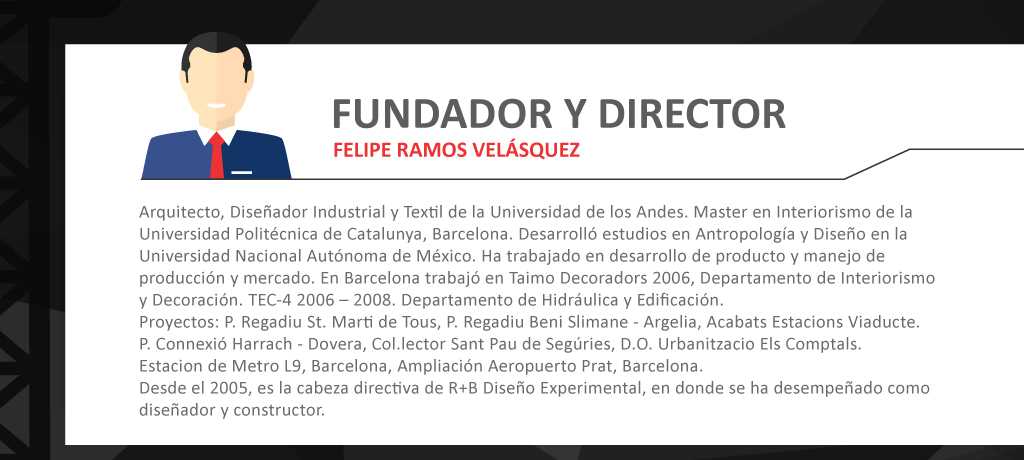 FUNDADOR Y DIRECTOR
FELIPE RAMOS VELÁSQUEZ
Arquitecto, Diseñador Industrial y Textil de la Universidad de los Andes. Master en Interiorismo de la
Universidad Politécnica de Catalunya, Barcelona. Desarrolló estudios en Antropología y Diseño en la
Universidad Nacional Autónoma de México. Ha trabajado en desarrollo de producto y manejo de
producción y mercado. En Barcelona trabajó en Taimo Decoradors 2006, Departamento de Interiorismo
y Decoración. TEC-4 2006 – 2008. Departamento de Hidráulica y Edificación.
Proyectos: P. Regadiu St. Marti de Tous, P. Regadiu Beni Slimane - Argelia, Acabats Estacions Viaducte.
P. Connexió Harrach - Dovera, Col.lector Sant Pau de Segúries, D.O. Urbanitzacio Els Comptals.
Estacion de Metro L9, Barcelona, Ampliación Aeropuerto Prat, Barcelona.
Desde el 2005, es la cabeza directiva de R+B Diseño Experimental, en donde se ha desempeñado como
diseñador y constructor.